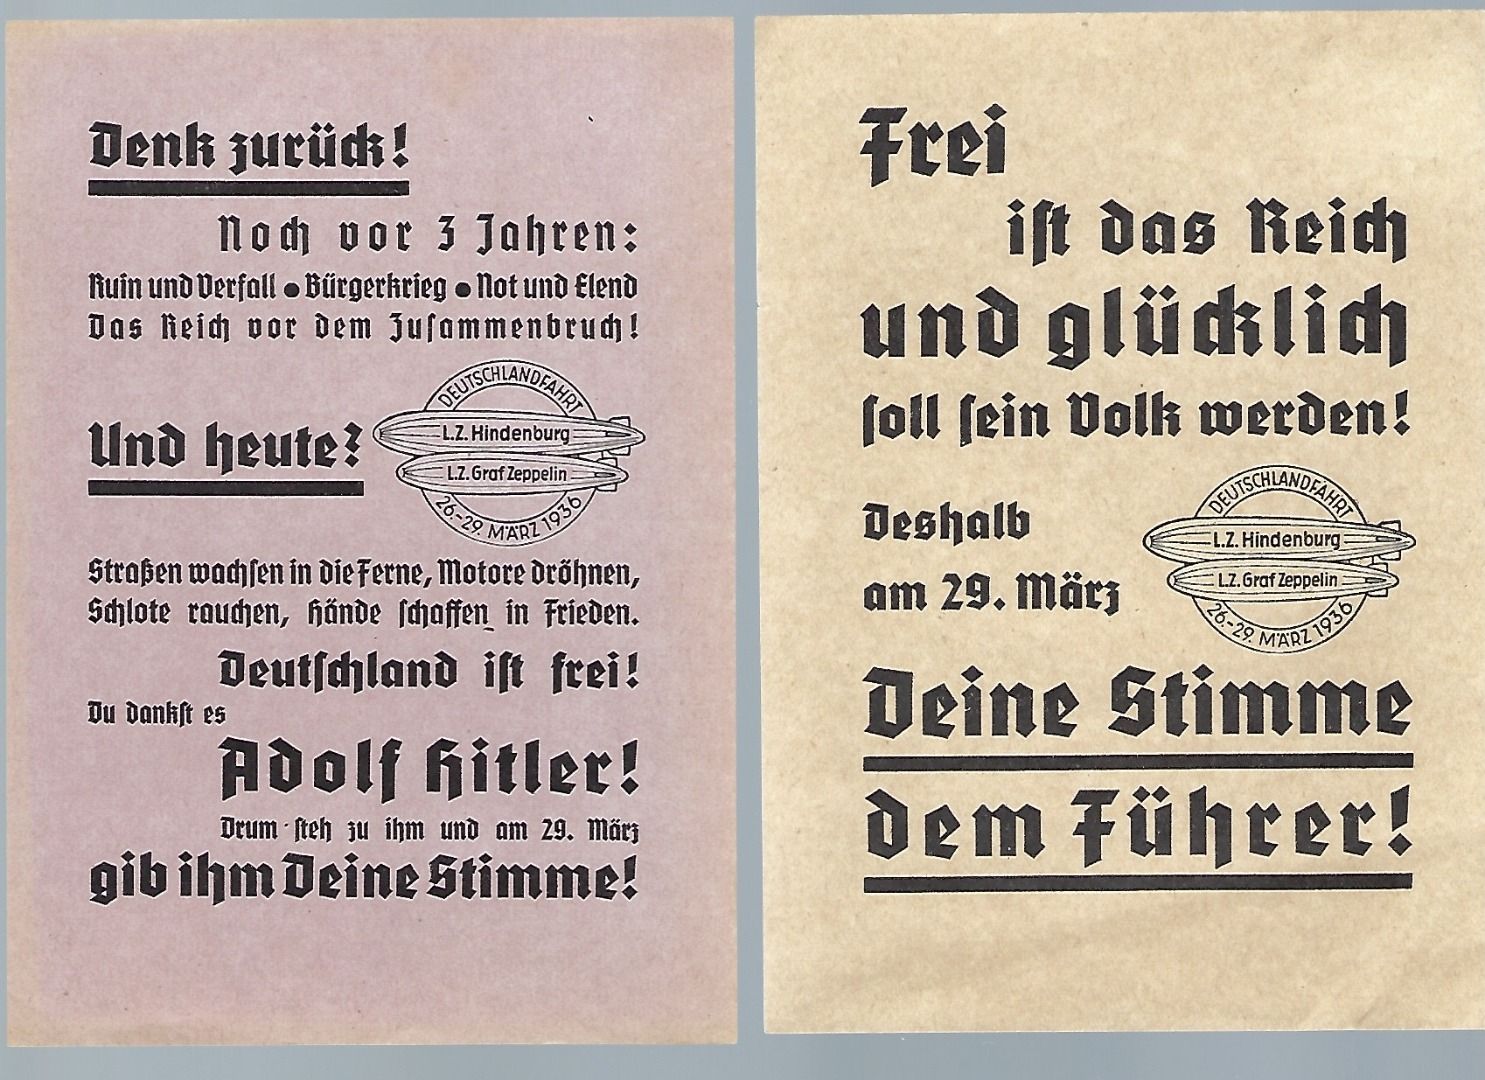 Denk zurück!
Noch vor 3 Jahren:
Ruin und Verfall • Bürgerkrieg • Not und Elend
Das Reich vor dem Zusammenbruch!
Und heute?
DEUTSCHLANDFAHRT
L.Z. Hindenburg
L.Z. Graf Zeppelin
26.-29. MÄRZ 1936
Straßen wachsen in die Ferne, Motore dröhnen,
Schlote rauchen, Hände schaffen in Frieden.
Deutschland ist frei!
Du dankst es
Adolf Hitler!
Drum steh zu ihm und am 29. März
gib ihm Deine Stimme!
Frei
ist das Reich
und glücklich
soll sein Volk werden!
Deshalb
am 29. März
DEUTSCHLANDFAHRT
L.Z. Hindenburg
L.Z. Graf Zeppelin
26.-29. MÄRZ 1936
Deine Stimme
dem Führer!